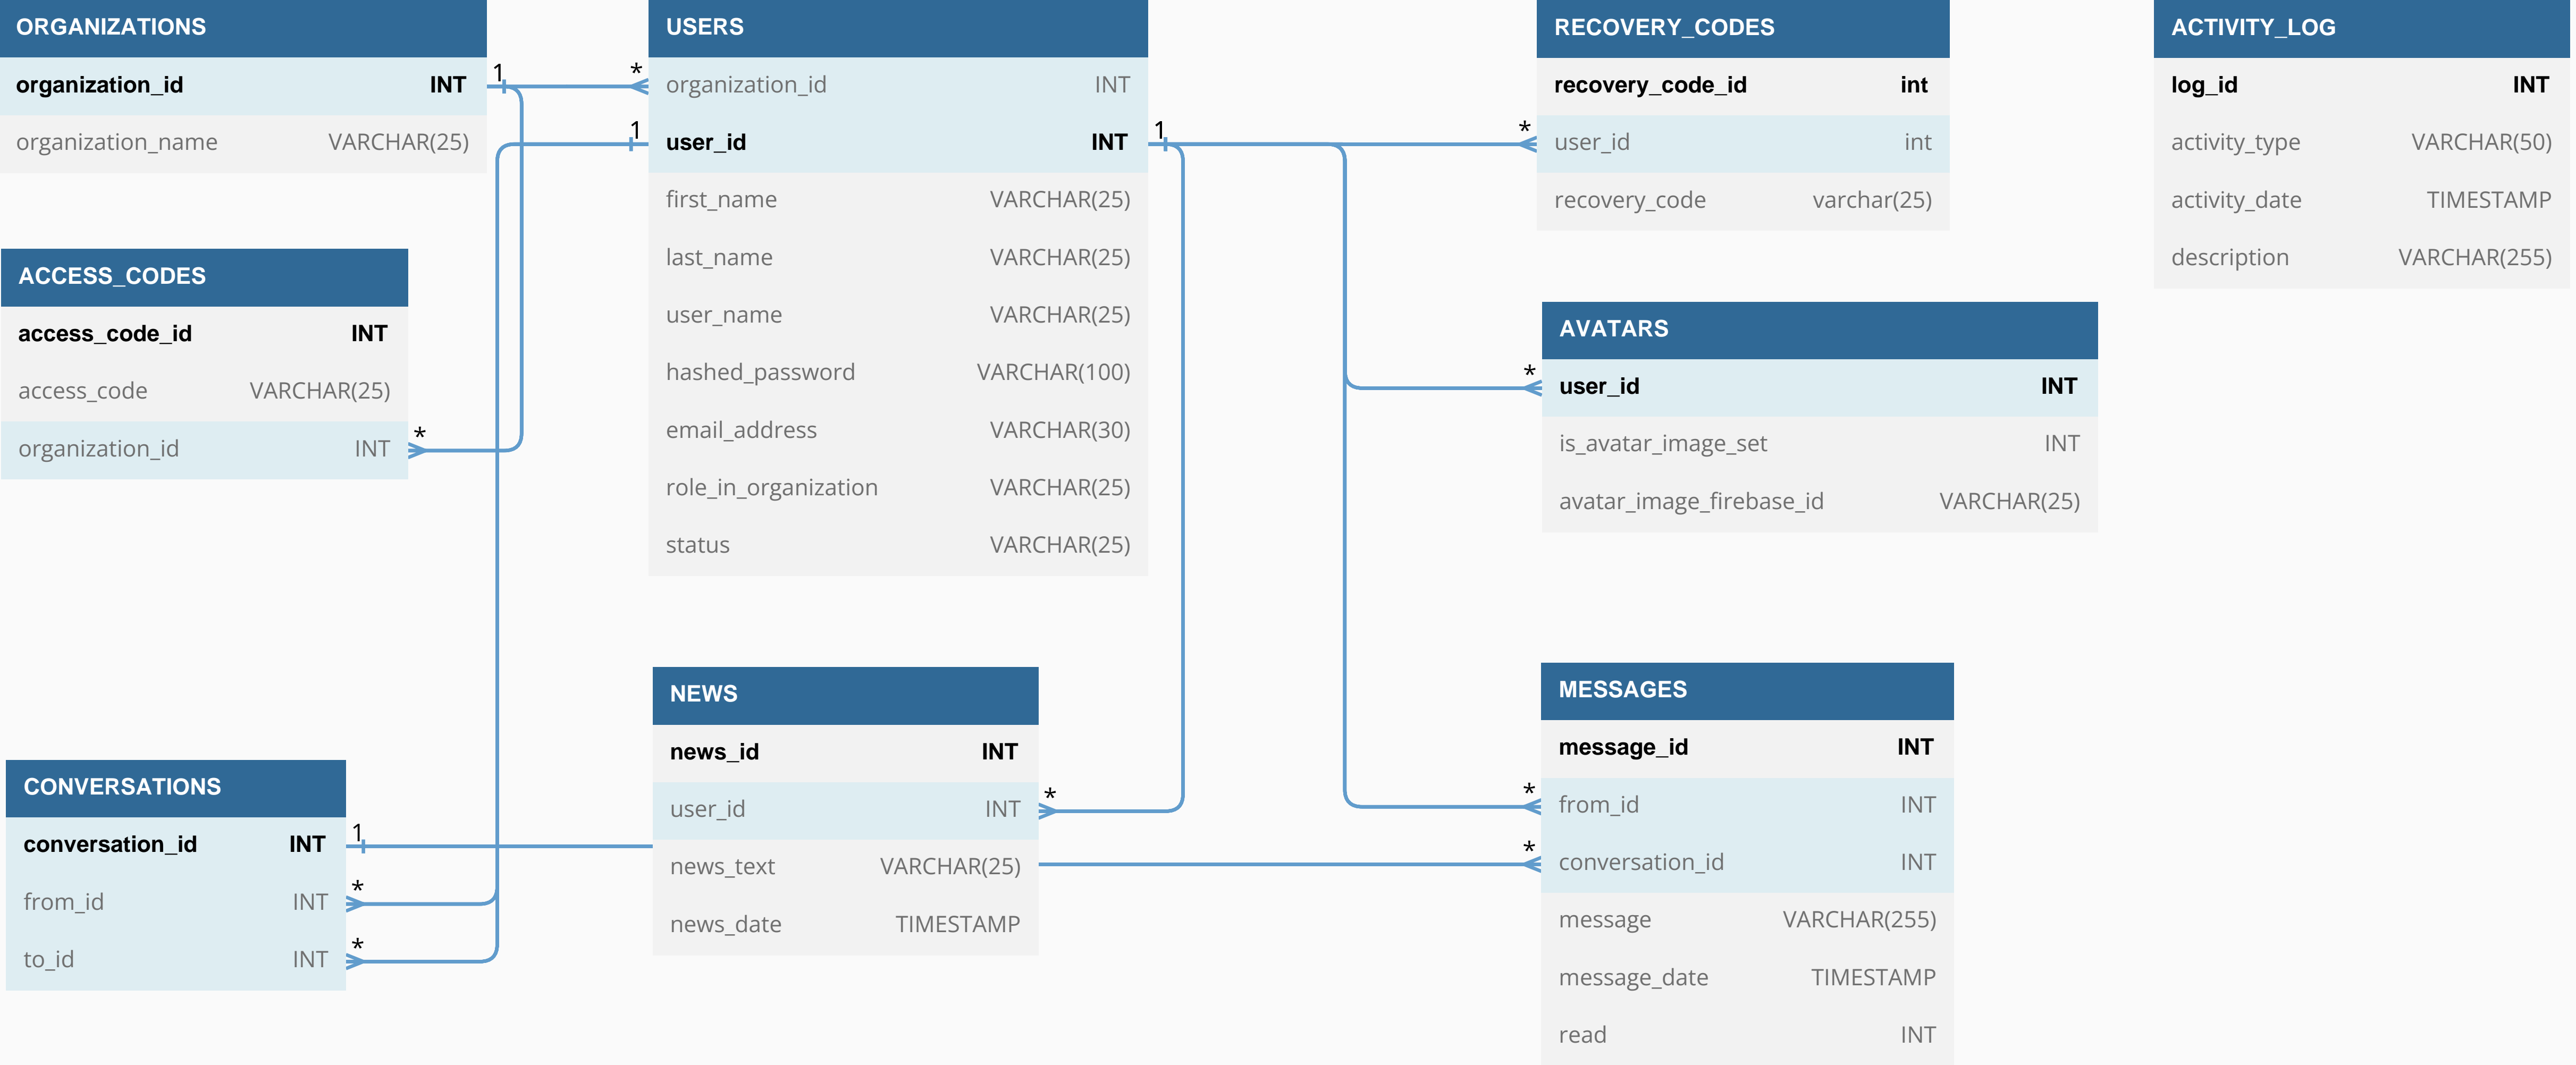 ORGANIZATIONS
organization_id INT
organization_name VARCHAR(25)
1
*
1
USERS
organization_id INT
user_id INT
first_name VARCHAR(25)
last_name VARCHAR(25)
user_name VARCHAR(25)
hashed_password VARCHAR(100)
email_address VARCHAR(30)
role_in_organization VARCHAR(25)
status VARCHAR(25)
1
*
RECOVERY_CODES
recovery_code_id int
user_id int
recovery_code varchar(25)
ACTIVITY_LOG
log_id INT
activity_type VARCHAR(50)
activity_date TIMESTAMP
description VARCHAR(255)
ACCESS_CODES
access_code_id INT
access_code VARCHAR(25)
organization_id INT
*
*
AVATARS
user_id INT
is_avatar_image_set INT
avatar_image_firebase_id VARCHAR(25)
CONVERSATIONS
conversation_id INT
from_id INT
to_id INT
1
*
*
NEWS
news_id INT
user_id INT
news_text VARCHAR(25)
news_date TIMESTAMP
*
*
*
MESSAGES
message_id INT
from_id INT
conversation_id INT
message VARCHAR(255)
message_date TIMESTAMP
read INT